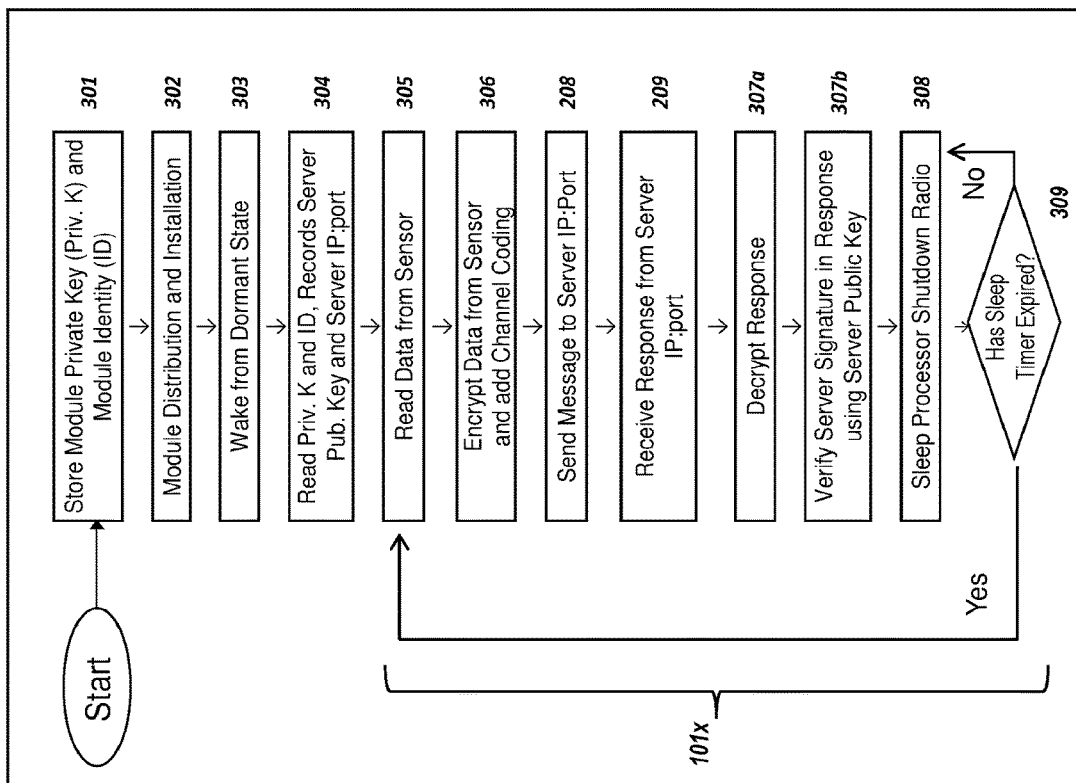 Start
Store Module Private Key (Priv. K) and
Module Identity (ID)
301
Module Distribution and Installation
302
Wake from Dormant State
303
Read Priv. K and ID, Records Server
Pub. Key and Server IP:port
304
Read Data from Sensor
305
Encrypt Data from Sensor
and add Channel Coding
306
Send Message to Server IP:Port
208
Receive Response from Server
IP:port
209
Decrypt Response
307a
Verify Server Signature in Response
using Server Public Key
307b
Sleep Processor Shutdown Radio
308
Has Sleep
Timer Expired?
309
No
Yes
101x